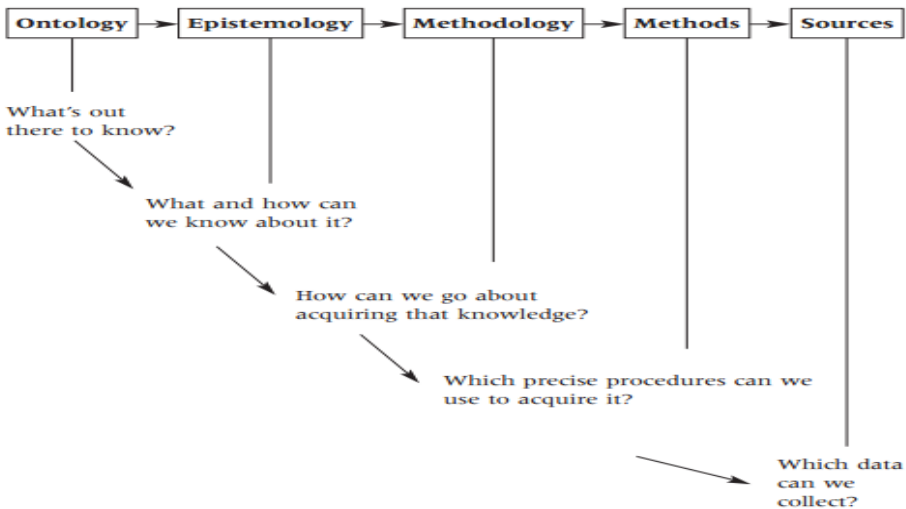 Ontology
Epistemology
Methodology
Methods
Sources
What's out
there to know?
What and how can
we know about it?
How can we go about
acquiring that knowledge?
Which precise procedures can we
use to acquire it?
Which data
can we
collect?